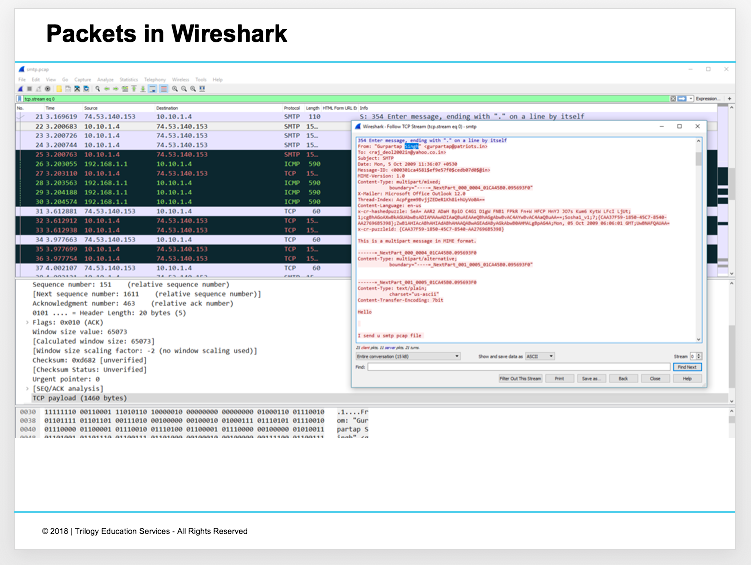 Packets in Wireshark
smtp.pcap
File Edit View Go Capture Analyze Statistics Telephony Wireless Tools Help
tcp.stream eq 0
Expression...
No. Time Source Destination Protocol Length HTML Form URL ID Info
21 3.169619 74.53.140.153 10.10.1.4 SMTP 110 S: 354 Enter message, ending with "." on a line by itself
22 3.200683 10.10.1.4 74.53.140.153 SMTP 15…
23 3.200726 10.10.1.4 74.53.140.153 SMTP 15…
24 3.200744 10.10.1.4 74.53.140.153 SMTP 15…
25 3.200763 10.10.1.4 74.53.140.153 SMTP 15…
26 3.203055 192.168.1.1 10.10.1.4 ICMP 590
27 3.203110 10.10.1.4 74.53.140.153 TCP 15…
28 3.203563 192.168.1.1 10.10.1.4 ICMP 590
29 3.203591 192.168.1.1 10.10.1.4 ICMP 590
30 3.204574 192.168.1.1 10.10.1.4 ICMP 590
31 3.612881 74.53.140.153 10.10.1.4 TCP 60
32 3.612912 10.10.1.4 74.53.140.153 TCP 15…
33 3.612938 10.10.1.4 74.53.140.153 TCP 15…
34 3.977663 74.53.140.153 10.10.1.4 TCP 60
35 3.977699 10.10.1.4 74.53.140.153 TCP 15…
36 3.977754 10.10.1.4 74.53.140.153 TCP 15…
37 4.002107 74.53.140.153 10.10.1.4 TCP 60
Sequence number: 151 (relative sequence number)
[Next sequence number: 1611 (relative sequence number)]
Acknowledgment number: 463 (relative ack number)
0101 .... = Header Length: 20 bytes (5)
Flags: 0x010 (ACK)
Window size value: 65073
[Calculated window size: 65073]
[Window size scaling factor: -2 (no window scaling used)]
Checksum: 0xd682 [unverified]
[Checksum Status: Unverified]
Urgent pointer: 0
[SEQ/ACK analysis]
TCP payload (1460 bytes)
0030 11111110 00110001 11010110 10000010 00000000 00000000 01000110 01110010 .1....Fr
0038 01101111 01101101 00111010 00100000 00100010 01000111 01110101 01110010 om: "Gur
0040 01110000 01100001 01110010 01110100 01100001 01110000 00100000 01010011 partap S
Wireshark · Follow TCP Stream (tcp.stream eq 0) · smtp
354 Enter message, ending with "." on a line by itself
From: "Gurpartap Singh" <gurpartap@patriots.in>
To: <raj_deol2002in@yahoo.co.in>
Subject: SMTP
Date: Mon, 5 Oct 2009 11:36:07 +0530
MIME-Version: 1.0
Content-Type: multipart/mixed;
X-Mailer: Microsoft Office Outlook 12.0
Content-Language: en-us
This is a multipart message in MIME format.
Content-Type: multipart/alternative;
Content-Type: text/plain;
charset="us-ascii"
Content-Transfer-Encoding: 7bit
Hello
I send u smtp pcap file
Entire conversation
Show and save data as ASCII
Stream 0
Find:
Find Next
Filter Out This Stream Print Save as... Back Close Help
© 2018 | Trilogy Education Services - All Rights Reserved